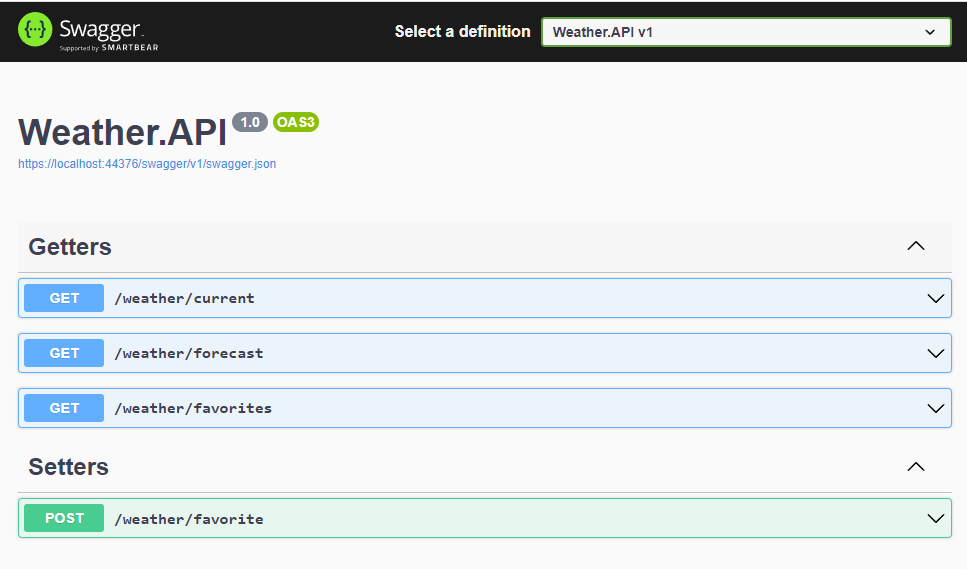 Swagger™
Supported by SMARTBEAR
Select a definition
Weather.API v1
Weather.API 1.0 OAS3
https://localhost:44376/swagger/v1/swagger.json
Getters
GET /weather/current
GET /weather/forecast
GET /weather/favorites
Setters
POST /weather/favorite